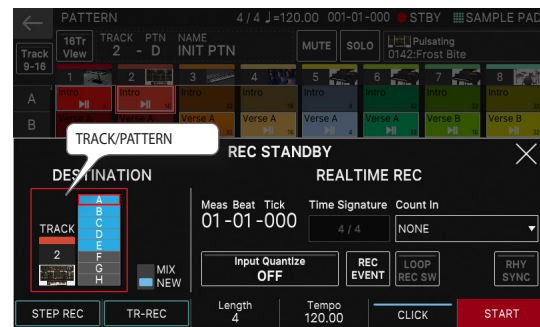 PATTERN 4 / 4 ♩=120.00 001-01-000 STBY SAMPLE PAD
Track 9-16
16Tr View
TRACK PTN
2 - D
NAME
INIT PTN
MUTE SOLO
Pulsating
0142:Frost Bite
1 2 3 4 5 6 7 8
A Intro Intro Intro Intro Intro Intro Intro Intro
B Verse A Verse A Verse A Verse A Verse A Verse A Verse B Verse B
TRACK/PATTERN
REC STANDBY
DESTINATION
REALTIME REC
TRACK
2
A
B
C
D
E
F
G
H
MIX
NEW
Meas Beat Tick
01-01-000
Time Signature
4 / 4
Count In
NONE
Input Quantize
OFF
REC EVENT
LOOP REC SW
RHY SYNC
STEP REC
TR-REC
Length
4
Tempo
120.00
CLICK
START